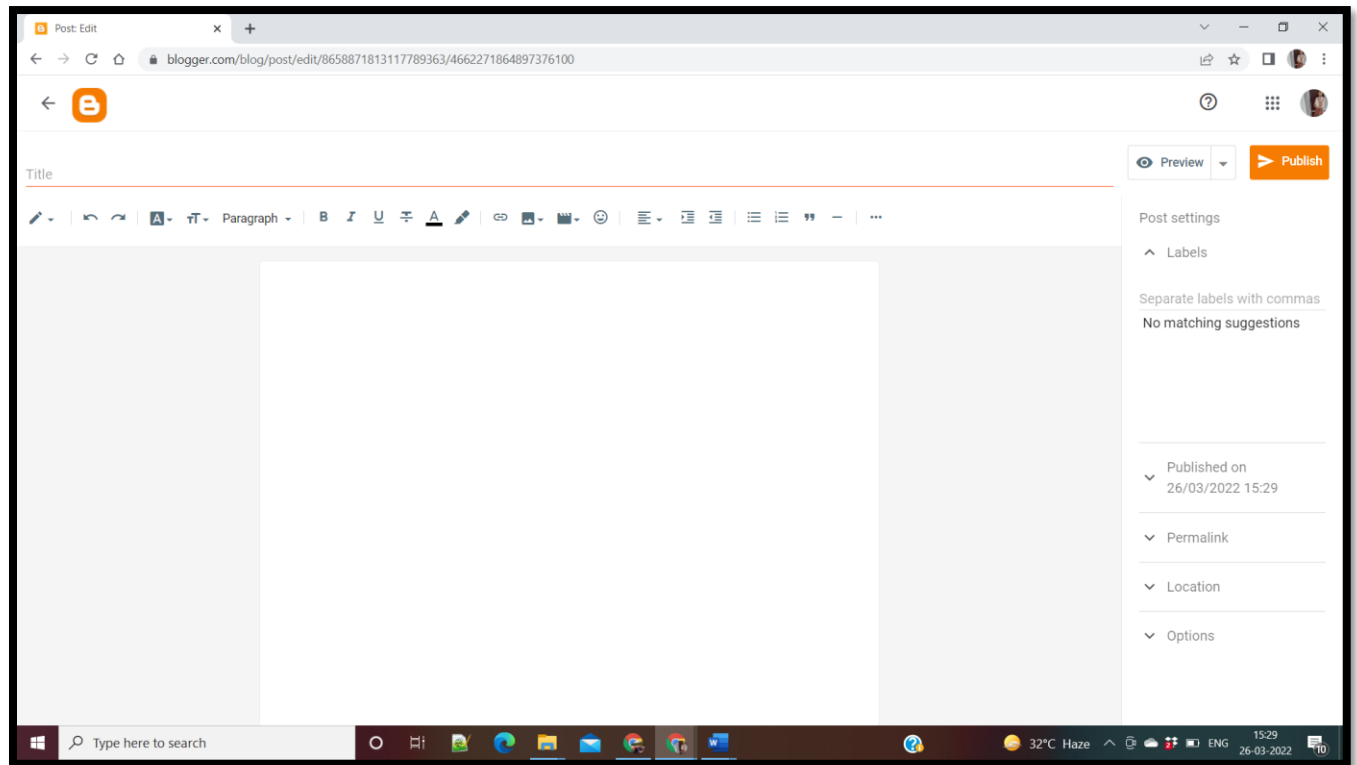 Post: Edit
blogger.com/blog/post/edit/8658871813117789363/4662271864897376100
Title
Preview
Publish
Paragraph
B I U A
Post settings
Labels
Separate labels with commas
No matching suggestions
Published on
26/03/2022 15:29
Permalink
Location
Options
Type here to search
32°C Haze
ENG
15:29
26-03-2022
10